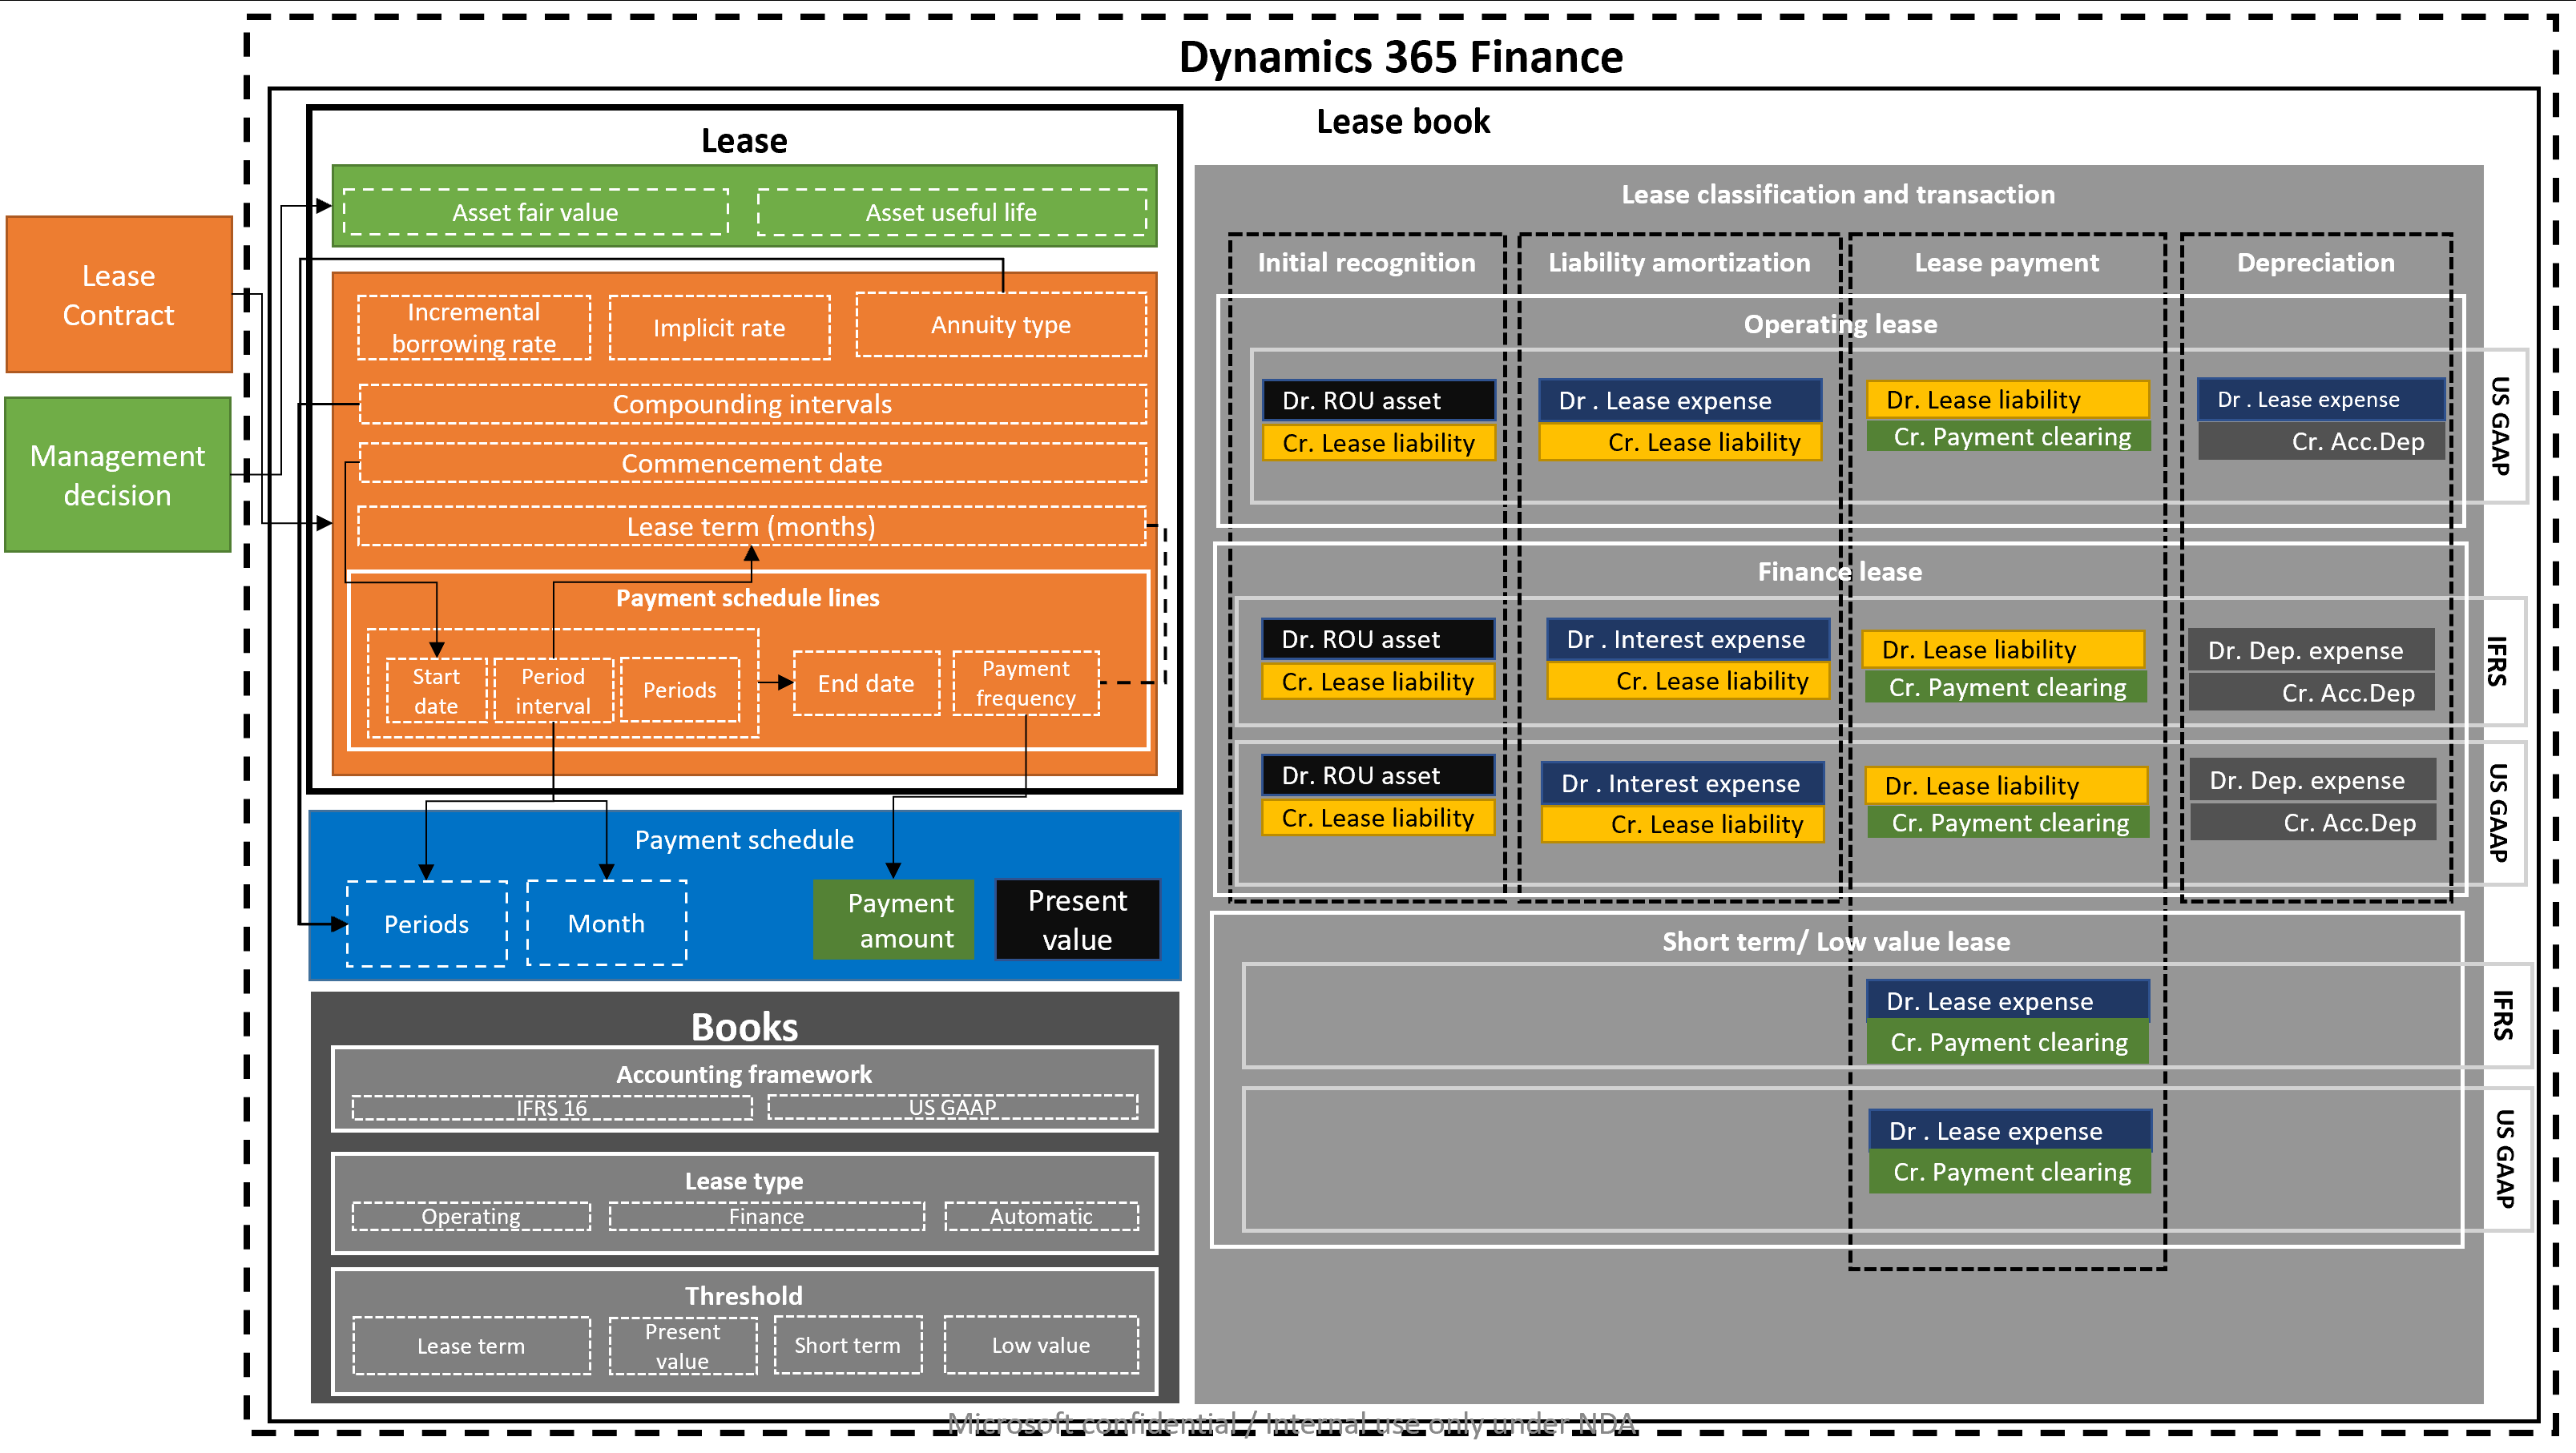 Dynamics 365 Finance
Lease book
Lease
Asset fair value
Asset useful life
Lease
Contract
Management
decision
Incremental
borrowing rate
Implicit rate
Annuity type
Compounding intervals
Commencement date
Lease term (months)
Payment schedule lines
Start
date
Period
interval
Periods
End date
Payment
frequency
Payment schedule
Periods
Month
Payment
amount
Present
value
Books
Accounting framework
IFRS 16
US GAAP
Lease type
Operating
Finance
Automatic
Threshold
Lease term
Present
value
Short term
Low value
Lease classification and transaction
Initial recognition
Liability amortization
Lease payment
Depreciation
Operating lease
Dr. ROU asset
Cr. Lease liability
Dr . Lease expense
Cr. Lease liability
Dr. Lease liability
Cr. Payment clearing
Dr . Lease expense
Cr. Acc.Dep
US GAAP
Finance lease
Dr. ROU asset
Cr. Lease liability
Dr . Interest expense
Cr. Lease liability
Dr. Lease liability
Cr. Payment clearing
Dr. Dep. expense
Cr. Acc.Dep
IFRS
Dr. ROU asset
Cr. Lease liability
Dr . Interest expense
Cr. Lease liability
Dr. Lease liability
Cr. Payment clearing
Dr. Dep. expense
Cr. Acc.Dep
US GAAP
Short term/ Low value lease
Dr. Lease expense
Cr. Payment clearing
IFRS
Dr . Lease expense
Cr. Payment clearing
US GAAP
Microsoft confidential / Internal use only under NDA